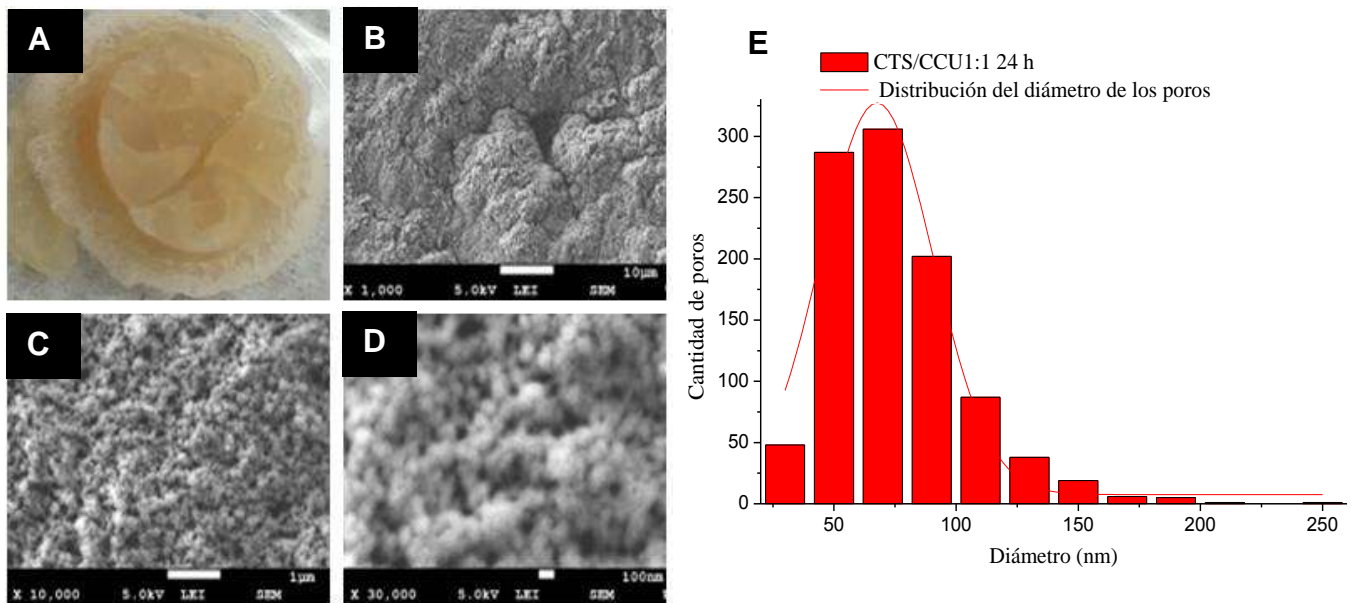 A
B
10µm
X 1,000 5.0kV LEI SEM
C
1µm
X 10,000 5.0kV LEI SEM
D
100nm
X 30,000 5.0kV LEI SEM
E
CTS/CCU1:1 24 h
Distribución del diámetro de los poros
Cantidad de poros
300
250
200
150
100
50
0
50 100 150 200 250
Diámetro (nm)